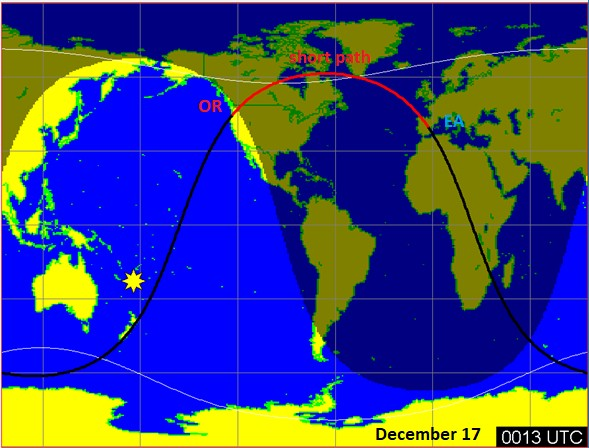 short path
OR
EA
December 17
0013 UTC